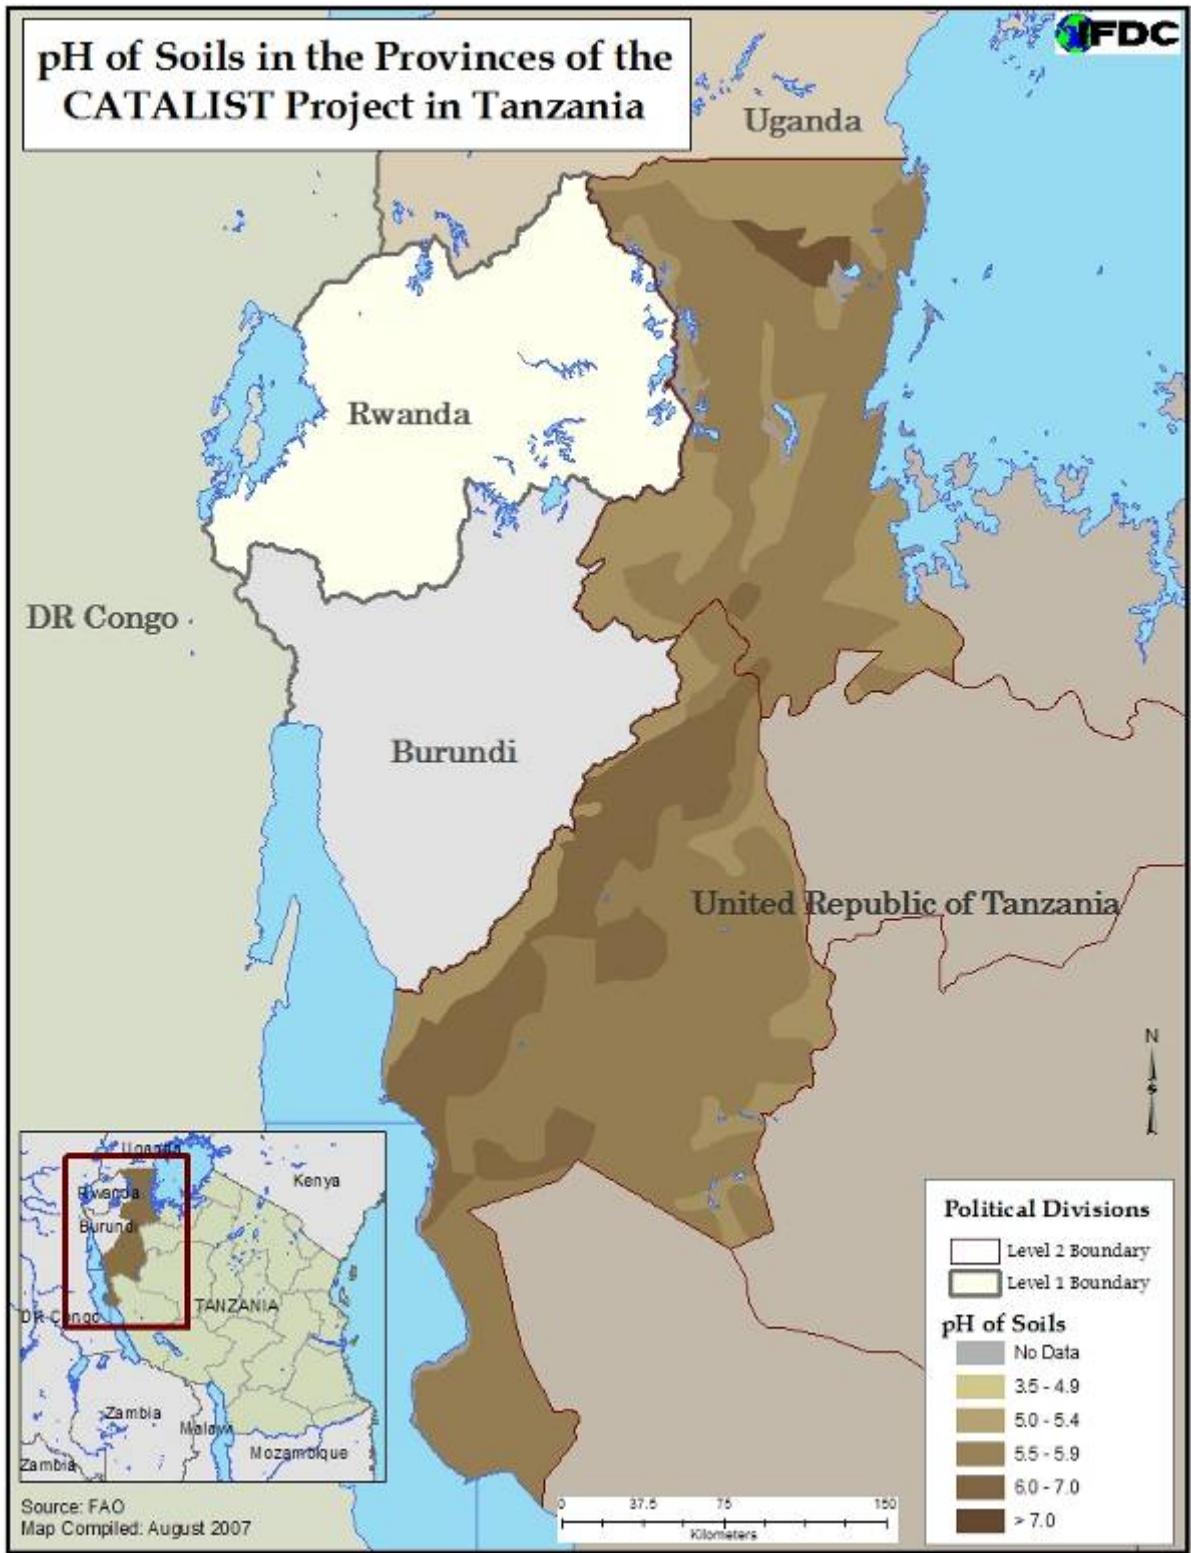 pH of Soils in the Provinces of the
CATALIST Project in Tanzania
IFDC
Uganda
Rwanda
DR Congo
Burundi
United Republic of Tanzania
N
Uganda
Kenya
Rwanda
Burundi
TANZANIA
DR Congo
Zambia
Malawi
Mozambique
Zambia
Source: FAO
Map Compiled: August 2007
0 37.5 75 150
Kilometers
Political Divisions
Level 2 Boundary
Level 1 Boundary
pH of Soils
No Data
3.5 - 4.9
5.0 - 5.4
5.5 - 5.9
6.0 - 7.0
> 7.0